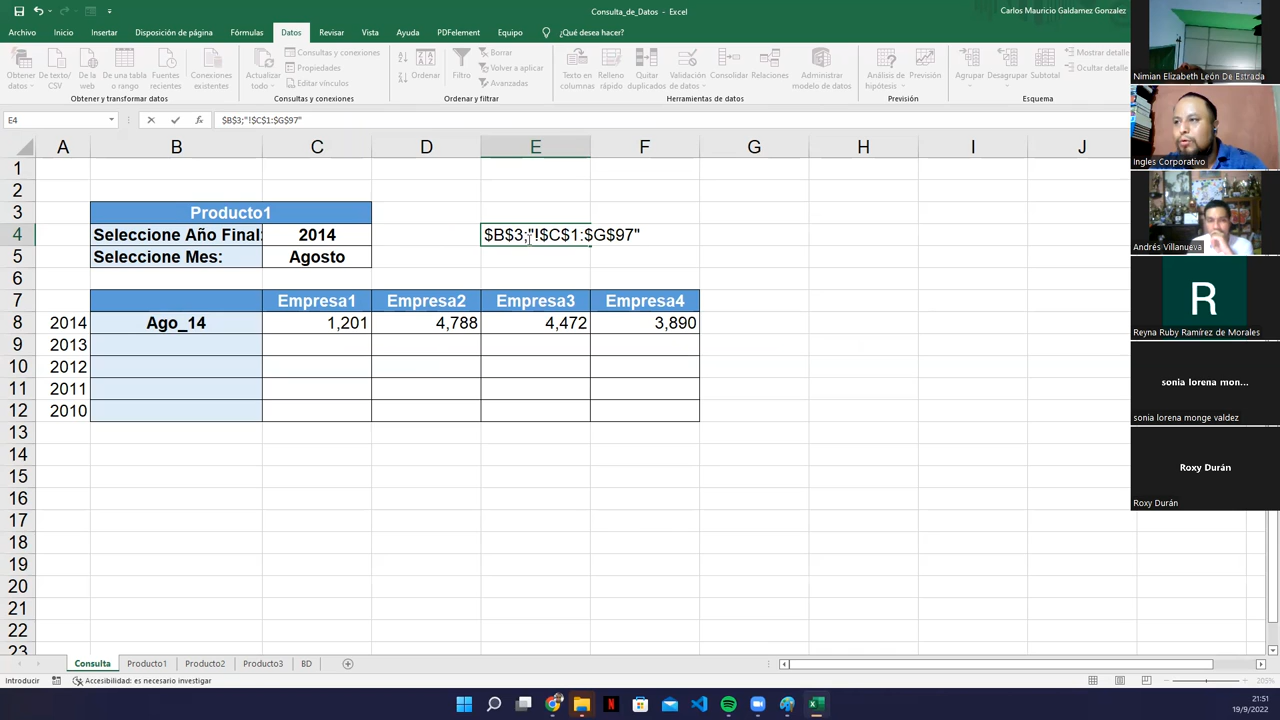 Consulta_de_Datos - Excel
Carlos Mauricio Galdamez Gonzalez
Archivo Inicio Insertar Disposición de página Fórmulas Datos Revisar Vista Ayuda PDFelement Equipo ¿Qué desea hacer?
Obtener datos De texto/CSV De la web De una tabla o rango Fuentes recientes Conexiones existentes
Actualizar todo Consultas y conexiones Propiedades Editar vínculos
Ordenar Filtro Borrar Volver a aplicar Avanzadas
Texto en columnas Relleno rápido Quitar duplicados Validación de datos Consolidar Relaciones Administrar modelo de datos
Análisis de hipótesis Previsión Agrupar Desagrupar Subtotal Mostrar detalle Ocultar detalle
Obtener y transformar datos Consultas y conexiones Ordenar y filtrar Herramientas de datos Previsión Esquema
E4 fx $B$3;"!$C$1:$G$97"
A B C D E F G H I J
1
2
3 Producto1
4 Seleccione Año Final: 2014 $B$3;"!$C$1:$G$97"
5 Seleccione Mes: Agosto
6
7 Empresa1 Empresa2 Empresa3 Empresa4
8 2014 Ago_14 1,201 4,788 4,472 3,890
9 2013
10 2012
11 2011
12 2010
13
14
15
16
17
18
19
20
21
22
23
Consulta Producto1 Producto2 Producto3 BD
Introducir Accesibilidad: es necesario investigar 205%
21:51
19/9/2022
Nimian Elizabeth León De Estrada
Ingles Corporativo
Andrés Villanueva
R
Reyna Ruby Ramírez de Morales
sonia lorena mon...
sonia lorena monge valdez
Roxy Durán
Roxy Durán